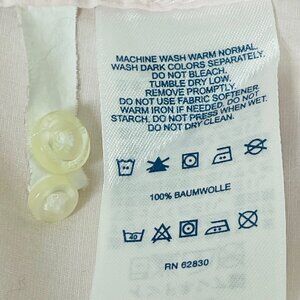 MACHINE WASH WARM NORMAL.
WASH DARK COLORS SEPARATELY.
DO NOT BLEACH.
TUMBLE DRY LOW.
REMOVE PROMPTLY.
DO NOT USE FABRIC SOFTENER.
WARM IRON IF NEEDED. DO NOT
STARCH. DO NOT PRESS WHEN WET.
DO NOT DRY CLEAN.
100% BAUMWOLLE
40
RN 62830